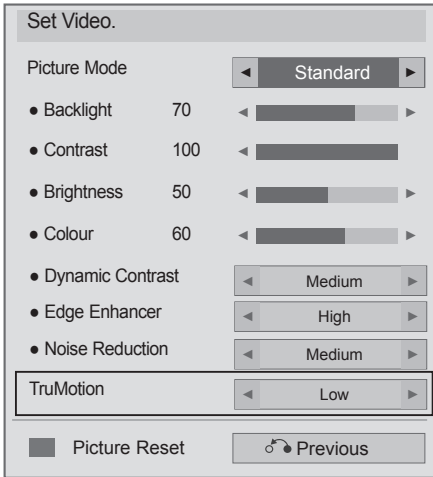 Set Video.
Picture Mode ◄ Standard ►
● Backlight 70 ◄ ►
● Contrast 100 ◄
● Brightness 50 ◄ ►
● Colour 60 ◄ ►
● Dynamic Contrast ◄ Medium ►
● Edge Enhancer ◄ High ►
● Noise Reduction ◄ Medium ►
TruMotion ◄ Low ►
Picture Reset Previous